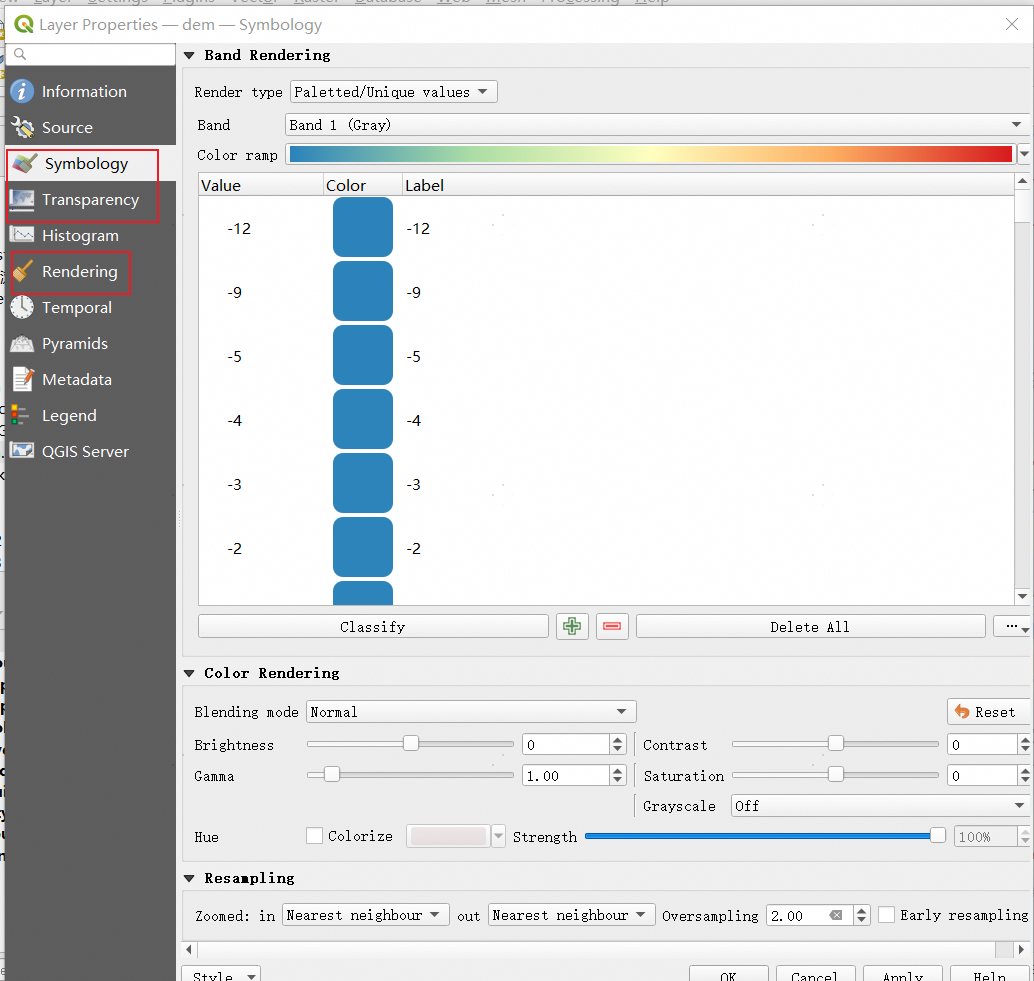 Layer Properties — dem — Symbology
Information
Source
Symbology
Transparency
Histogram
Rendering
Temporal
Pyramids
Metadata
Legend
QGIS Server
Band Rendering
Render type Paletted/Unique values
Band Band 1 (Gray)
Color ramp
Value Color Label
-12 -12
-9 -9
-5 -5
-4 -4
-3 -3
-2 -2
Classify Delete All ...
Color Rendering
Blending mode Normal Reset
Brightness 0 Contrast 0
Gamma 1.00 Saturation 0
Grayscale Off
Hue Colorize Strength 100%
Resampling
Zoomed: in Nearest neighbour out Nearest neighbour Oversampling 2.00 Early resampling
Style OK Cancel Apply Help